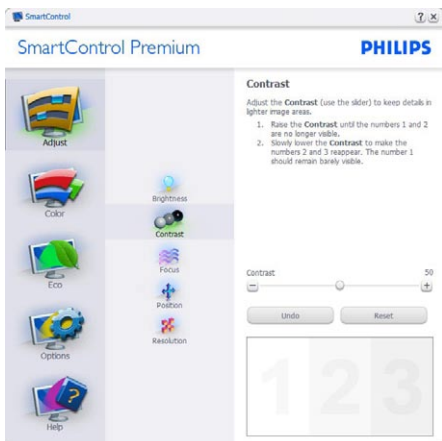 SmartControl
SmartControl Premium
PHILIPS
Adjust
Color
Eco
Options
Help
Brightness
Contrast
Focus
Position
Resolution
Contrast
Adjust the Contrast (use the slider) to keep details in
lighter image areas.
1. Raise the Contrast until the numbers 1 and 2
are no longer visible.
2. Slowly lower the Contrast to make the
numbers 2 and 3 reappear. The number 1
should remain barely visible.
Contrast 50
Undo Reset
1 2 3